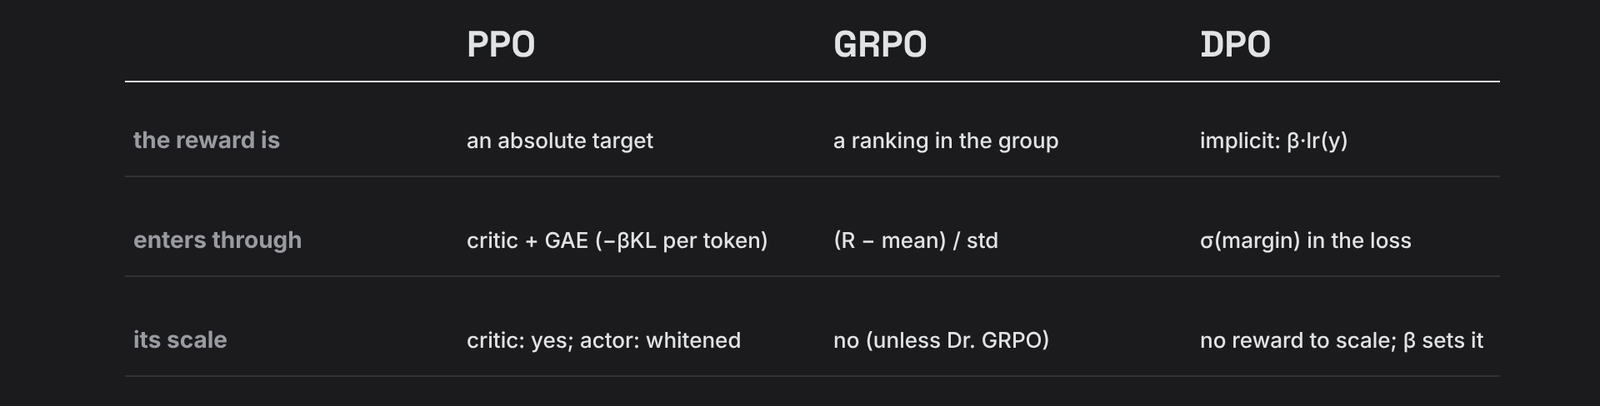 PPO GRPO DPO
the reward is an absolute target a ranking in the group implicit: β·lr(y)
enters through critic + GAE (−βKL per token) (R − mean) / std σ(margin) in the loss
its scale critic: yes; actor: whitened no (unless Dr. GRPO) no reward to scale; β sets it